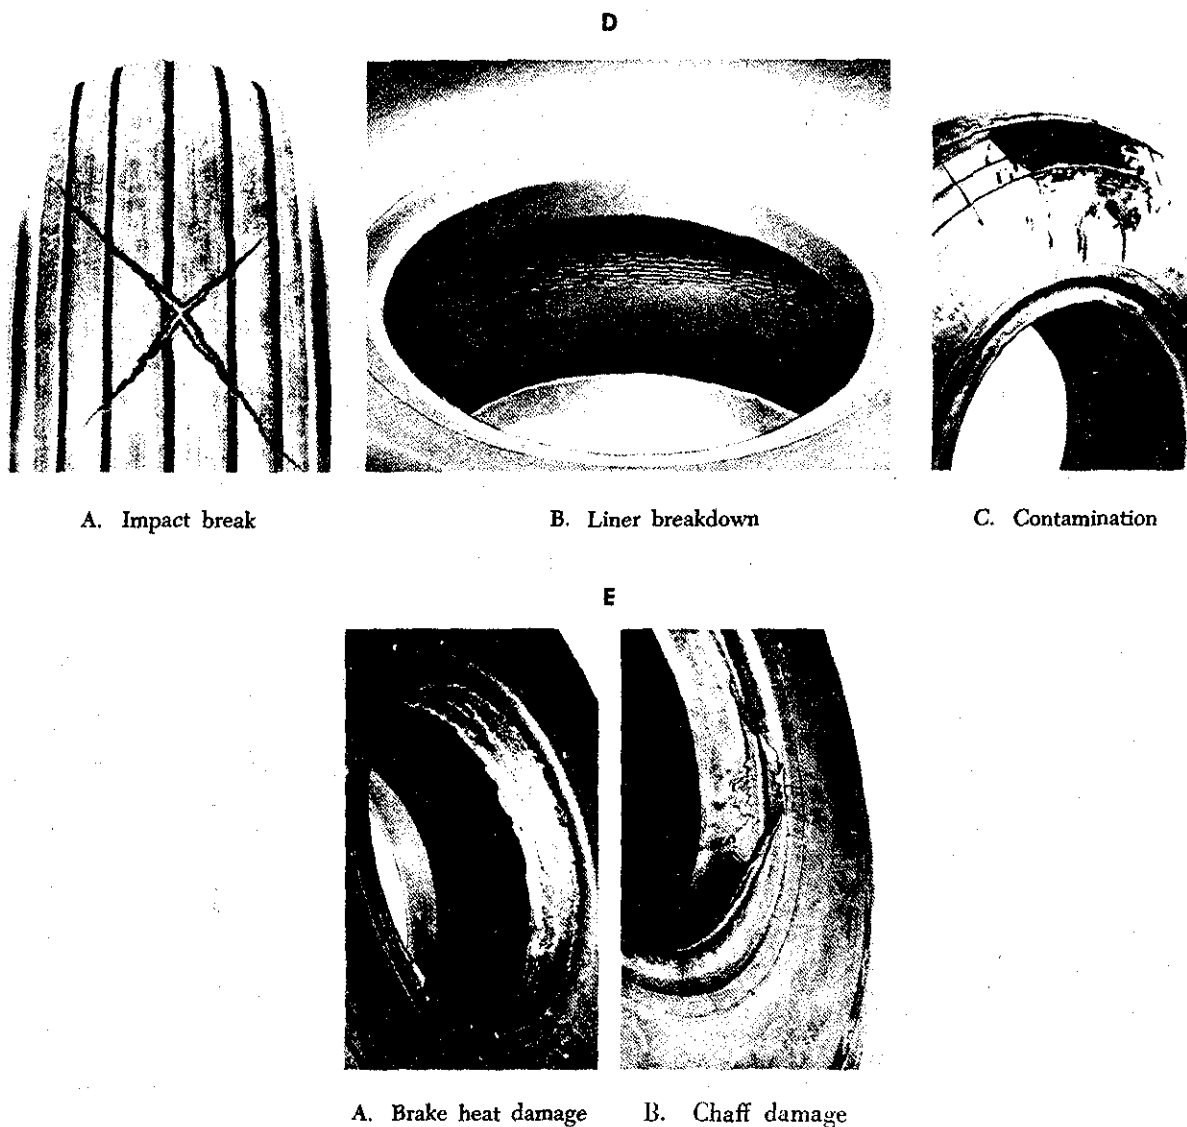 D
A. Impact break
B. Liner breakdown
C. Contamination
E
A. Brake heat damage
B. Chaff damage